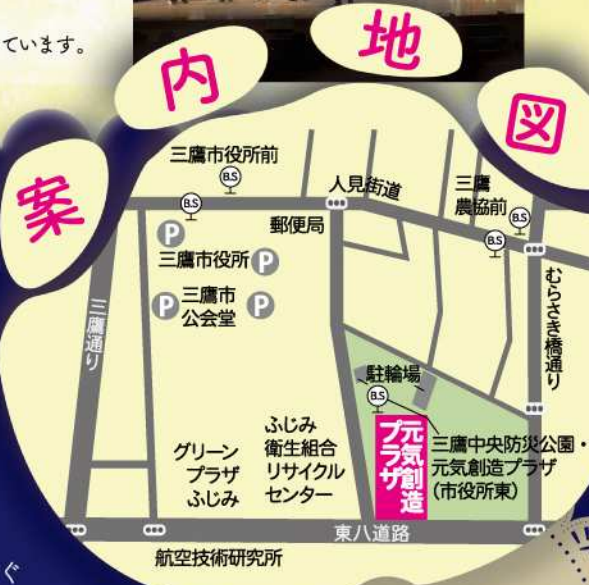 ています。
案内地図
三鷹市役所前
B.S
B.S
人見街道
三鷹
農協前
B.S
B.S
郵便局
P
三鷹市役所 P
P 三鷹市
公会堂 P
三鷹通り
むらさき橋通り
駐輪場
B.S
元気創造
プラザ
三鷹中央防災公園・
元気創造プラザ
(市役所東)
ふじみ
衛生組合
リサイクル
センター
グリーン
プラザ
ふじみ
東八道路
航空技術研究所
ぐ